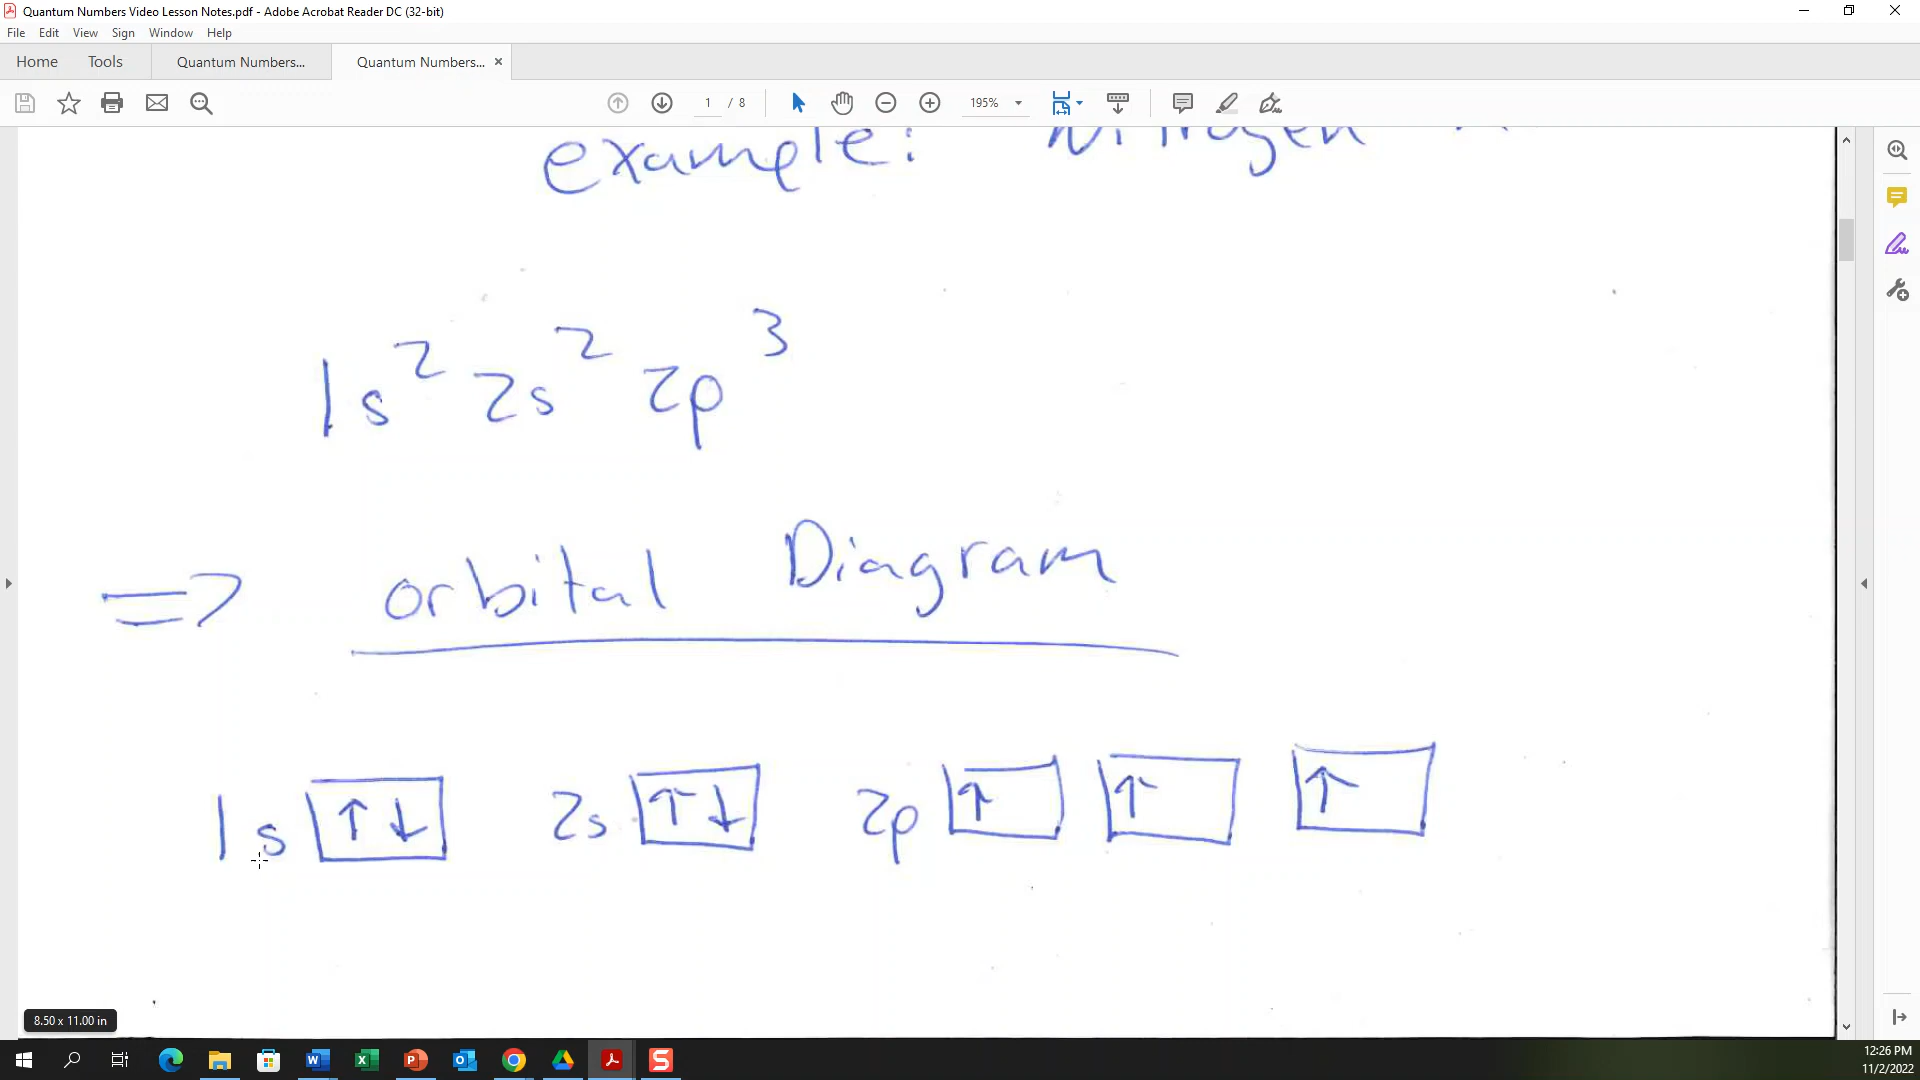 Quantum Numbers Video Lesson Notes.pdf - Adobe Acrobat Reader DC (32-bit)
File Edit View Sign Window Help
Home Tools Quantum Numbers... Quantum Numbers... ×
1 / 8 195%
example: Nitrogen
1s² 2s² 2p³
=> orbital Diagram
1s ↑↓ 2s ↑↓ 2p ↑ ↑ ↑
8.50 x 11.00 in
12:26 PM
11/2/2022